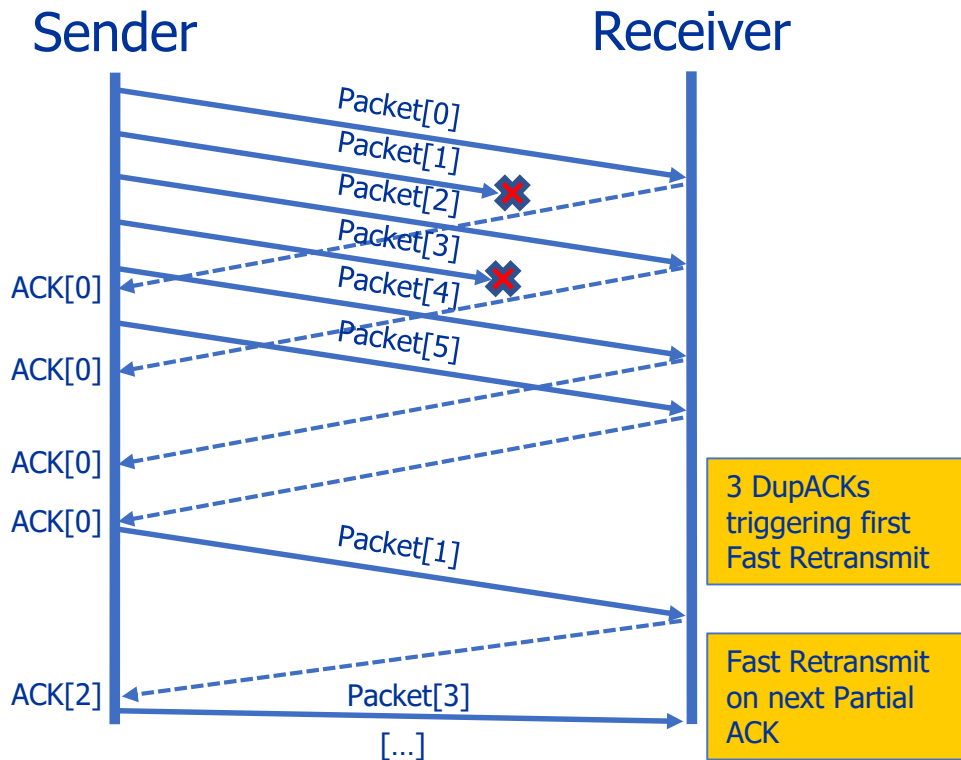 Sender
Receiver
Packet[0]
Packet[1]
Packet[2]
Packet[3]
ACK[0]
Packet[4]
Packet[5]
ACK[0]
ACK[0]
ACK[0]
3 DupACKs
triggering first
Fast Retransmit
Packet[1]
Fast Retransmit
on next Partial
ACK
ACK[2]
Packet[3]
[...]